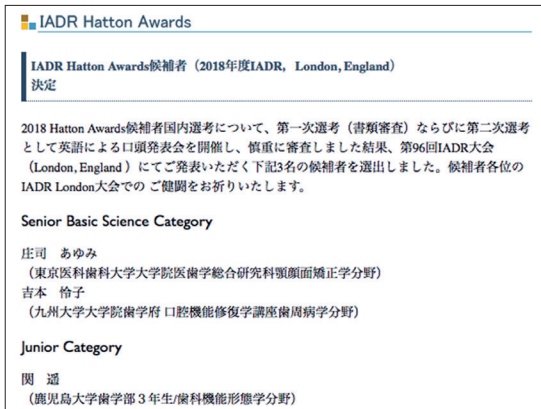 IADR Hatton Awards
IADR Hatton Awards候補者（2018年度IADR，London, England）
決定
2018 Hatton Awards候補者国内選考について、第一次選考（書類審査）ならびに第二次選考
として英語による口頭発表会を開催し、慎重に審査しました結果、第96回IADR大会
（London, England ）にてご発表いただく下記3名の候補者を選出しました。候補者各位の
IADR London大会での ご健闘をお祈りいたします。
Senior Basic Science Category
庄司　あゆみ
（東京医科歯科大学大学院医歯学総合研究科顎顔面矯正学分野）
吉本　怜子
（九州大学大学院歯学府 口腔機能修復学講座歯周病学分野）
Junior Category
関　遥
（鹿児島大学歯学部３年生/歯科機能形態学分野）